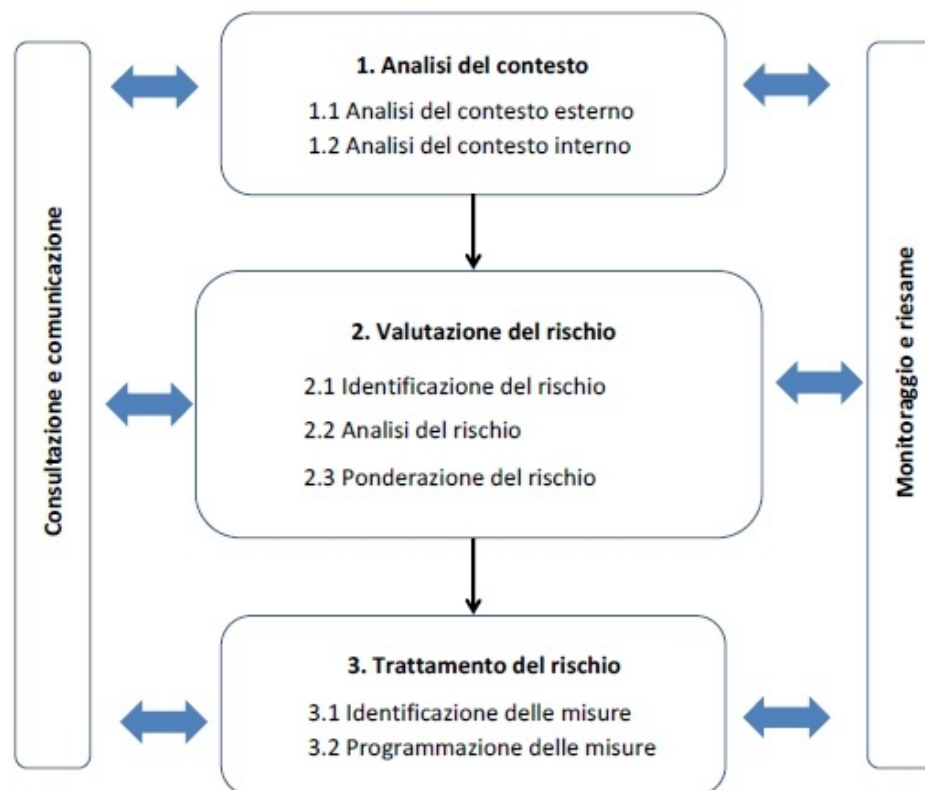 1. Analisi del contesto
1.1 Analisi del contesto esterno
1.2 Analisi del contesto interno
Consultazione e comunicazione
2. Valutazione del rischio
2.1 Identificazione del rischio
2.2 Analisi del rischio
2.3 Ponderazione del rischio
Monitoraggio e riesame
3. Trattamento del rischio
3.1 Identificazione delle misure
3.2 Programmazione delle misure